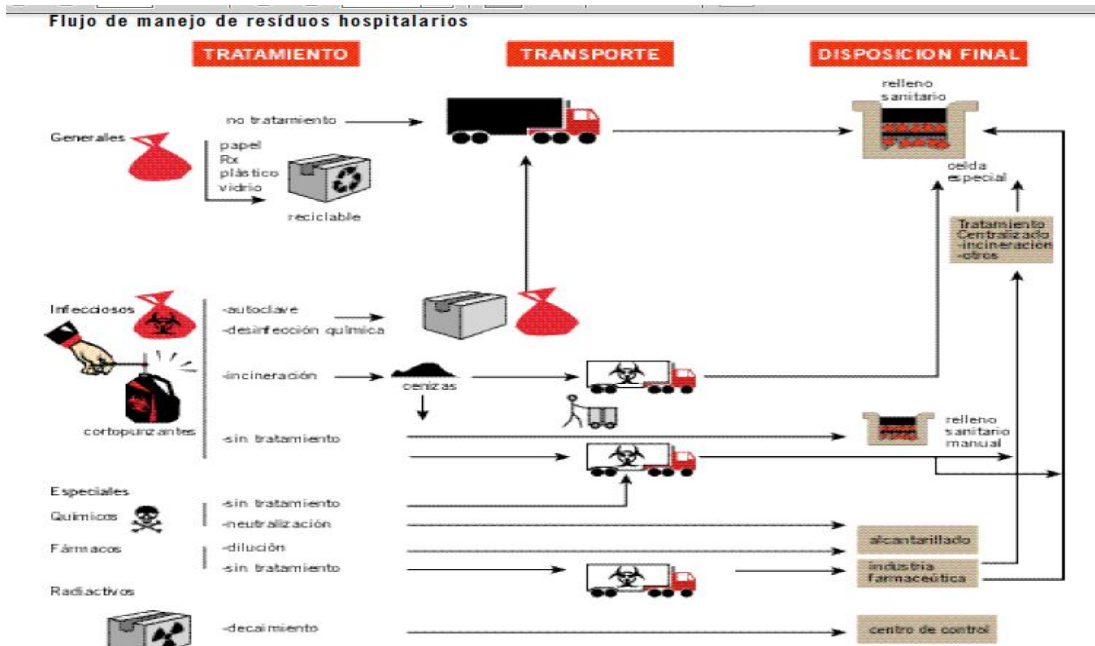 Flujo de manejo de resíduos hospitalarios
TRATAMIENTO
TRANSPORTE
DISPOSICION FINAL
relleno
sanitario
no tratamiento
Generales
papel
Rx
plástico
vidrio
reciclable
celda
especial
Tratamiento
Centralizado
-incineración
-otros
Infecciosos
-autoclave
-desinfección química
-incineración
cenizas
cortopunzantes
-sin tratamiento
relleno
sanitario
manual
Especiales
Químicos
-sin tratamiento
-neutralización
alcantarillado
Fármacos
-dilución
-sin tratamiento
industria
farmaceútica
Radiactivos
-decaimiento
centro de control